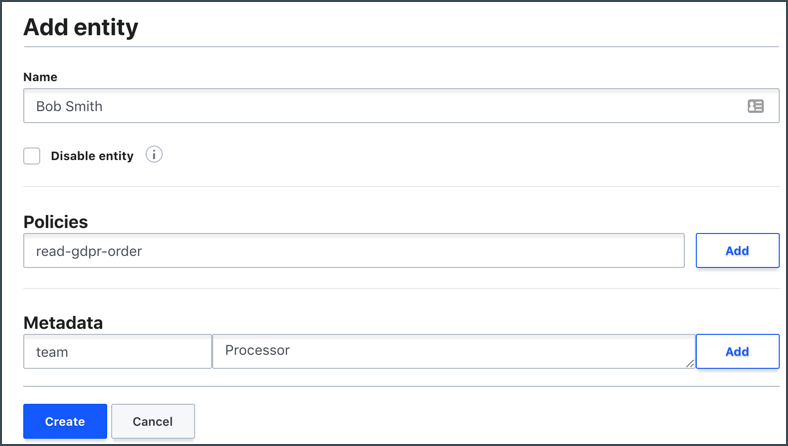 Add entity
Name
Bob Smith
Disable entity
Policies
read-gdpr-order Add
Metadata
team Processor Add
Create Cancel